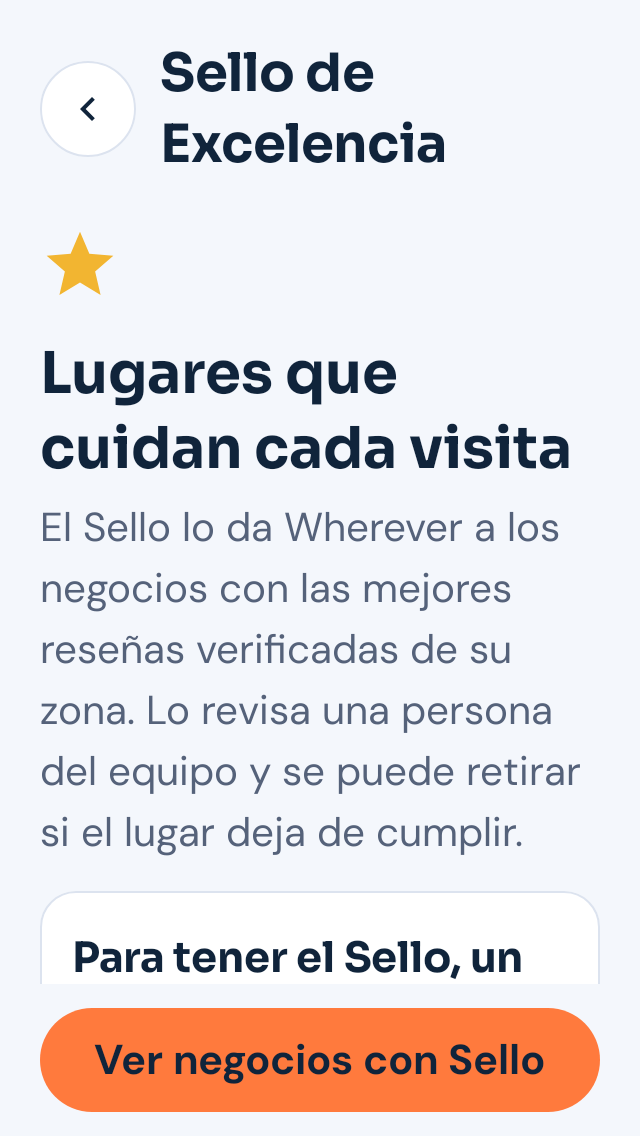 Sello de
Excelencia
Lugares que
cuidan cada visita
El Sello lo da Wherever a los
negocios con las mejores
reseñas verificadas de su
zona. Lo revisa una persona
del equipo y se puede retirar
si el lugar deja de cumplir.
Para tener el Sello, un
Ver negocios con Sello